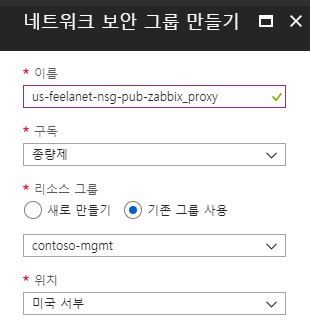 네트워크 보안 그룹 만들기
* 이름
us-feelanet-nsg-pub-zabbix_proxy
* 구독
종량제
* 리소스 그룹
새로 만들기 기존 그룹 사용
contoso-mgmt
* 위치
미국 서부